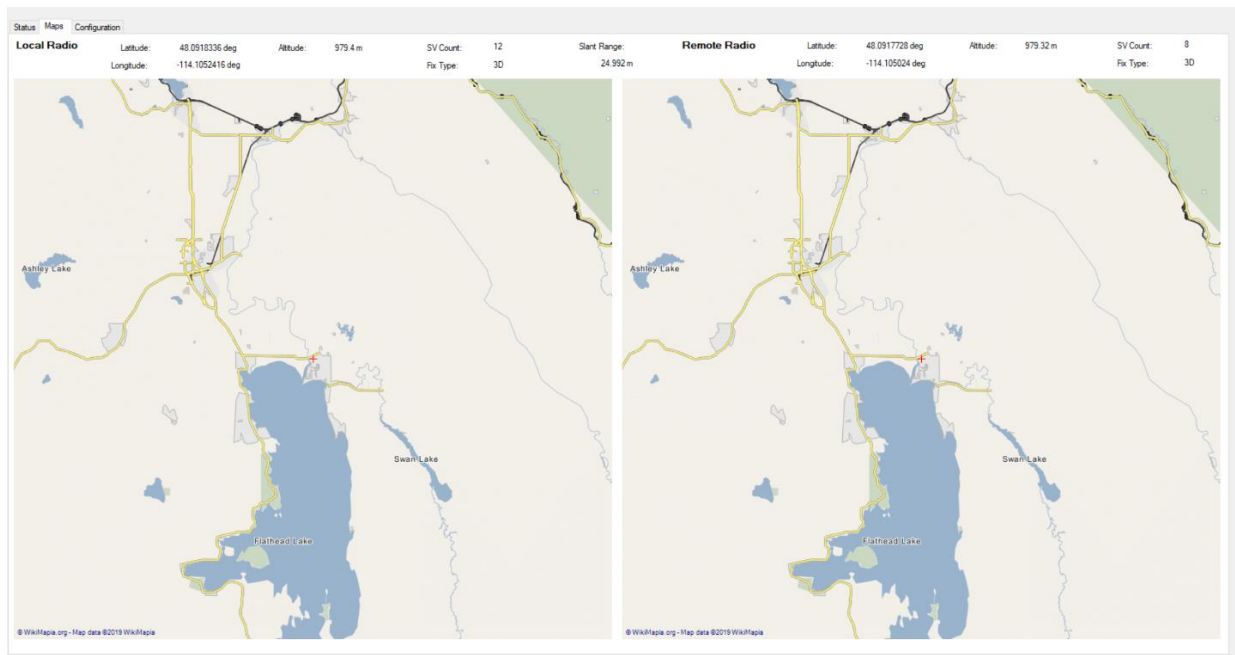 Status Maps Configuration
Local Radio Latitude: 48.0918336 deg Altitude: 979.4 m SV Count: 12 Slant Range: Remote Radio Latitude: 48.0917728 deg Altitude: 979.32 m SV Count: 8
Longitude: -114.1052416 deg Fix Type: 3D 24.992 m Longitude: -114.105024 deg Fix Type: 3D
Ashley Lake Ashley Lake
Swan Lake Swan Lake
Flathead Lake Flathead Lake
© WikiMapia.org - Map data ©2019 WikiMapia © WikiMapia.org - Map data ©2019 WikiMapia